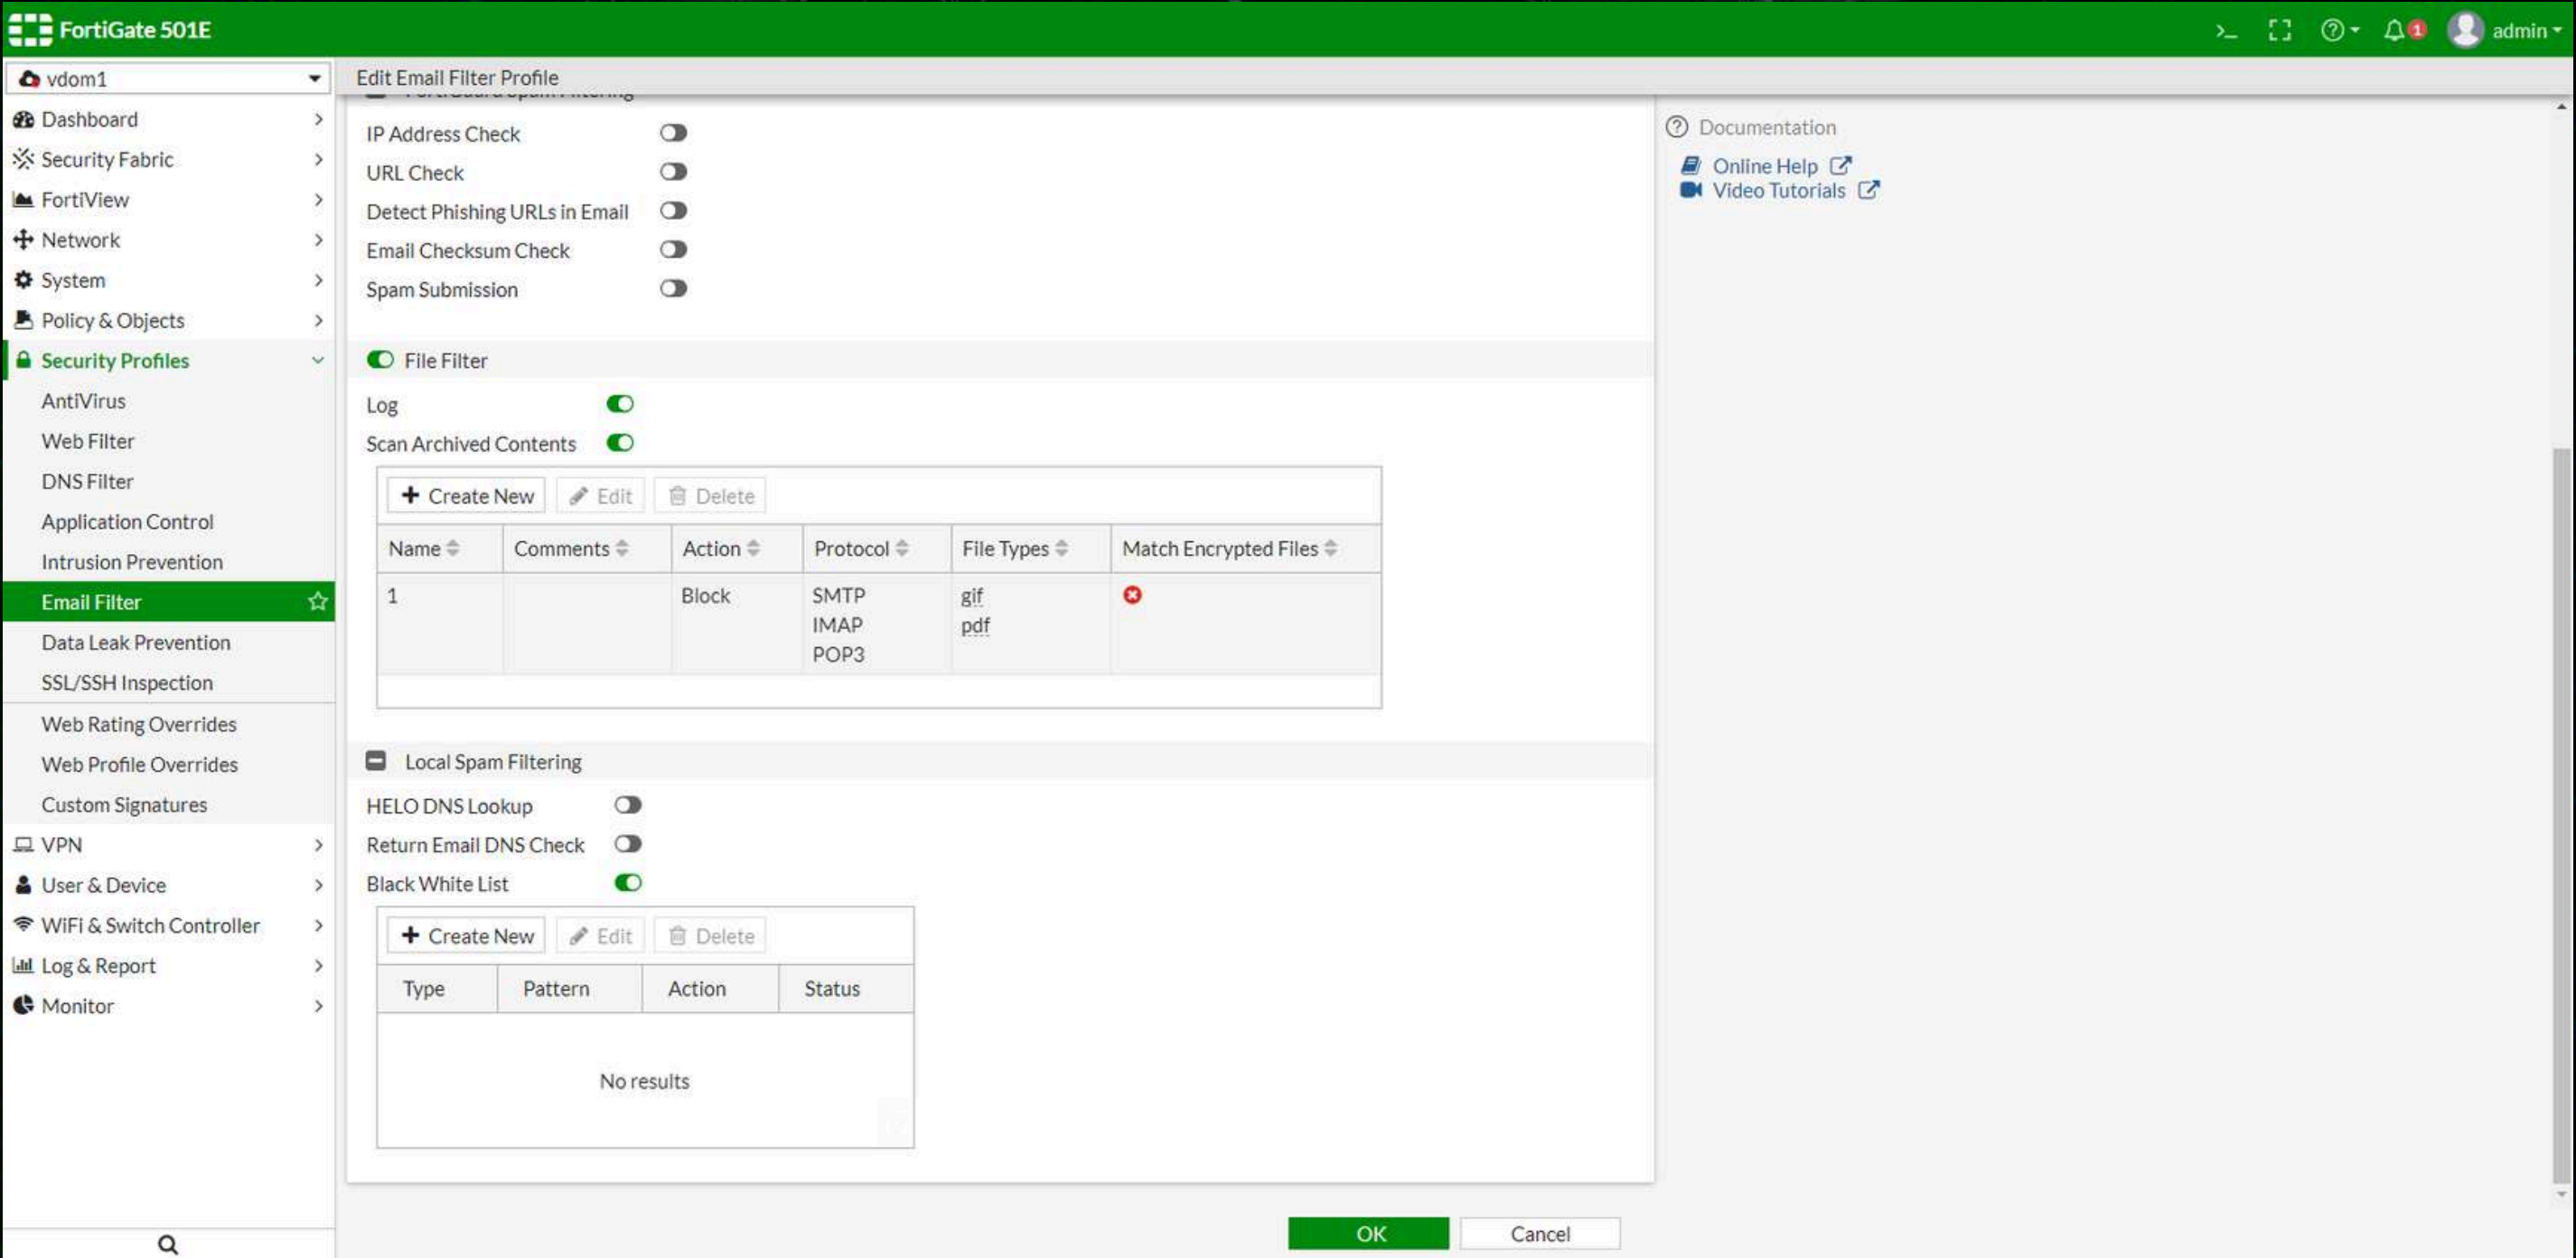 FortiGate 501E
>_
1
admin
vdom1
Edit Email Filter Profile
Dashboard
Security Fabric
FortiView
Network
System
Policy & Objects
Security Profiles
AntiVirus
Web Filter
DNS Filter
Application Control
Intrusion Prevention
Email Filter
Data Leak Prevention
SSL/SSH Inspection
Web Rating Overrides
Web Profile Overrides
Custom Signatures
VPN
User & Device
WiFi & Switch Controller
Log & Report
Monitor
FortiGuard Spam Filtering
IP Address Check
URL Check
Detect Phishing URLs in Email
Email Checksum Check
Spam Submission
File Filter
Log
Scan Archived Contents
Create New Edit Delete
Name Comments Action Protocol File Types Match Encrypted Files
1 Block SMTP gif
IMAP pdf
POP3
Local Spam Filtering
HELO DNS Lookup
Return Email DNS Check
Black White List
Create New Edit Delete
Type Pattern Action Status
No results
OK Cancel
Documentation
Online Help
Video Tutorials